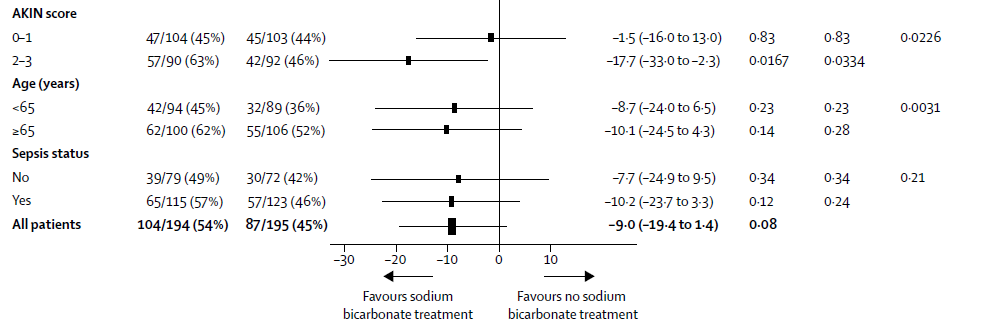 AKIN score
0–1 47/104 (45%) 45/103 (44%) –1·5 (–16·0 to 13·0) 0·83 0·83 0·0226
2–3 57/90 (63%) 42/92 (46%) –17·7 (–33·0 to –2·3) 0·0167 0·0334
Age (years)
<65 42/94 (45%) 32/89 (36%) –8·7 (–24·0 to 6·5) 0·23 0·23 0·0031
≥65 62/100 (62%) 55/106 (52%) –10·1 (–24·5 to 4·3) 0·14 0·28
Sepsis status
No 39/79 (49%) 30/72 (42%) –7·7 (–24·9 to 9·5) 0·34 0·34 0·21
Yes 65/115 (57%) 57/123 (46%) –10·2 (–23·7 to 3·3) 0·12 0·24
All patients 104/194 (54%) 87/195 (45%) –9·0 (–19·4 to 1·4) 0·08
–30 –20 –10 0 10
Favours sodium bicarbonate treatment
Favours no sodium bicarbonate treatment